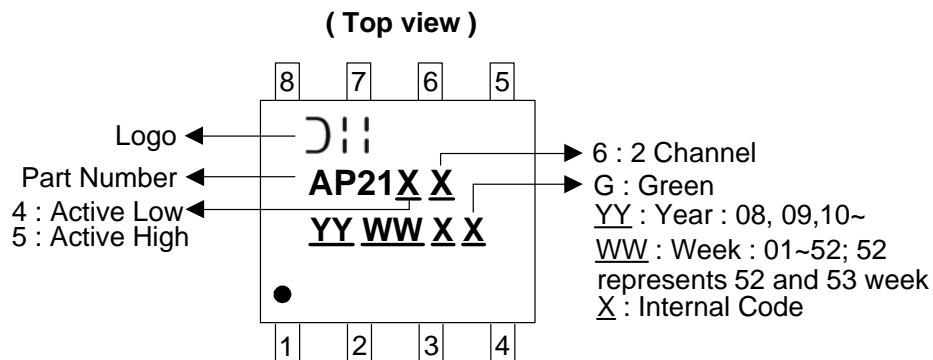 ( Top view )
8 7 6 5
Logo
Part Number
4 : Active Low
5 : Active High
AP21X X
YY WW X X
6 : 2 Channel
G : Green
YY : Year : 08, 09,10~
WW : Week : 01~52; 52
represents 52 and 53 week
X : Internal Code
1 2 3 4